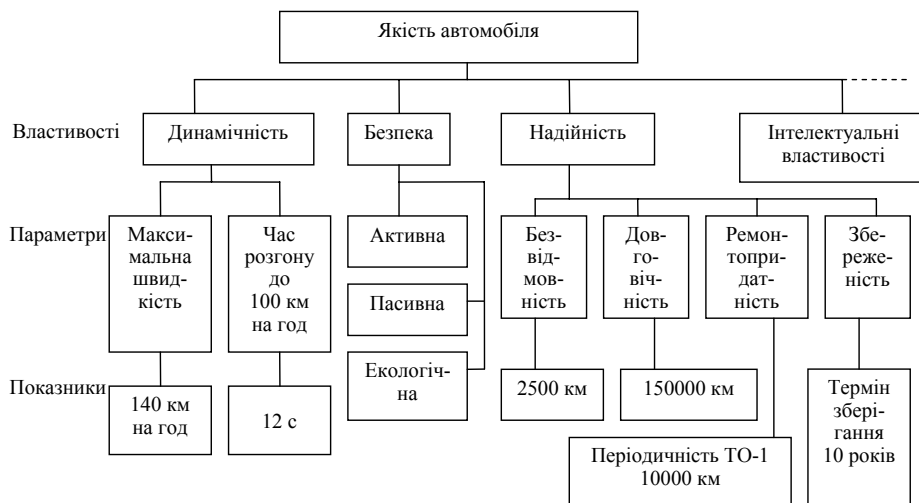 Якість автомобіля
Властивості
Динамічність
Безпека
Надійність
Інтелектуальні
властивості
Параметри
Макси-
мальна
швид-
кість
Час
розгону
до
100 км
на год
Активна
Пасивна
Екологіч-
на
Без-
від-
мов-
ність
Дов-
го-
віч-
ність
Ремон-
топри-
дат-
ність
Збе-
реже-
ність
Показники
140 км
на год
12 с
2500 км
150000 км
Періодичність ТО-1
10000 км
Термін
збері-
гання
10 років